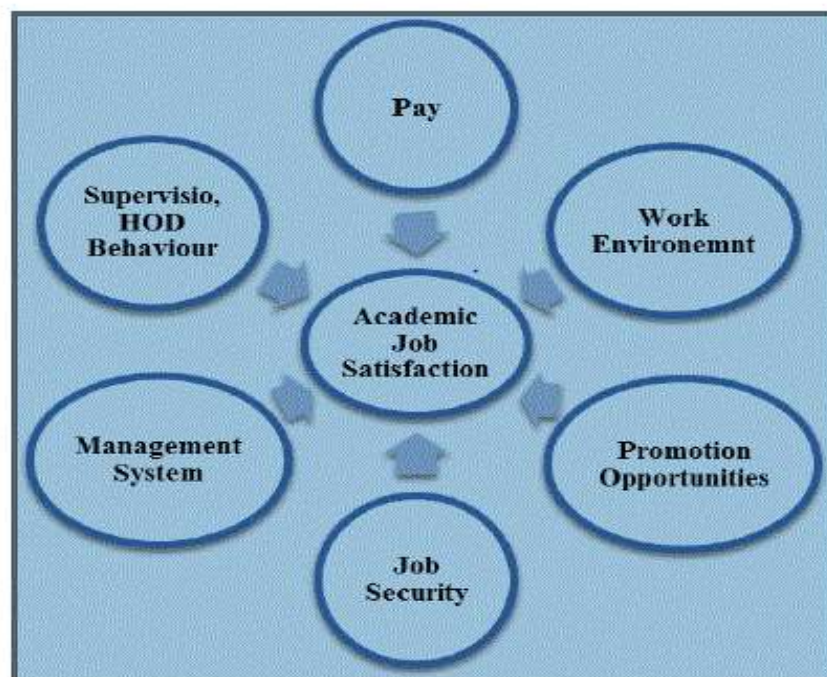 Pay
Supervisio,
HOD
Behaviour
Work
Environemnt
Academic
Job
Satisfaction
Management
System
Promotion
Opportunities
Job
Security